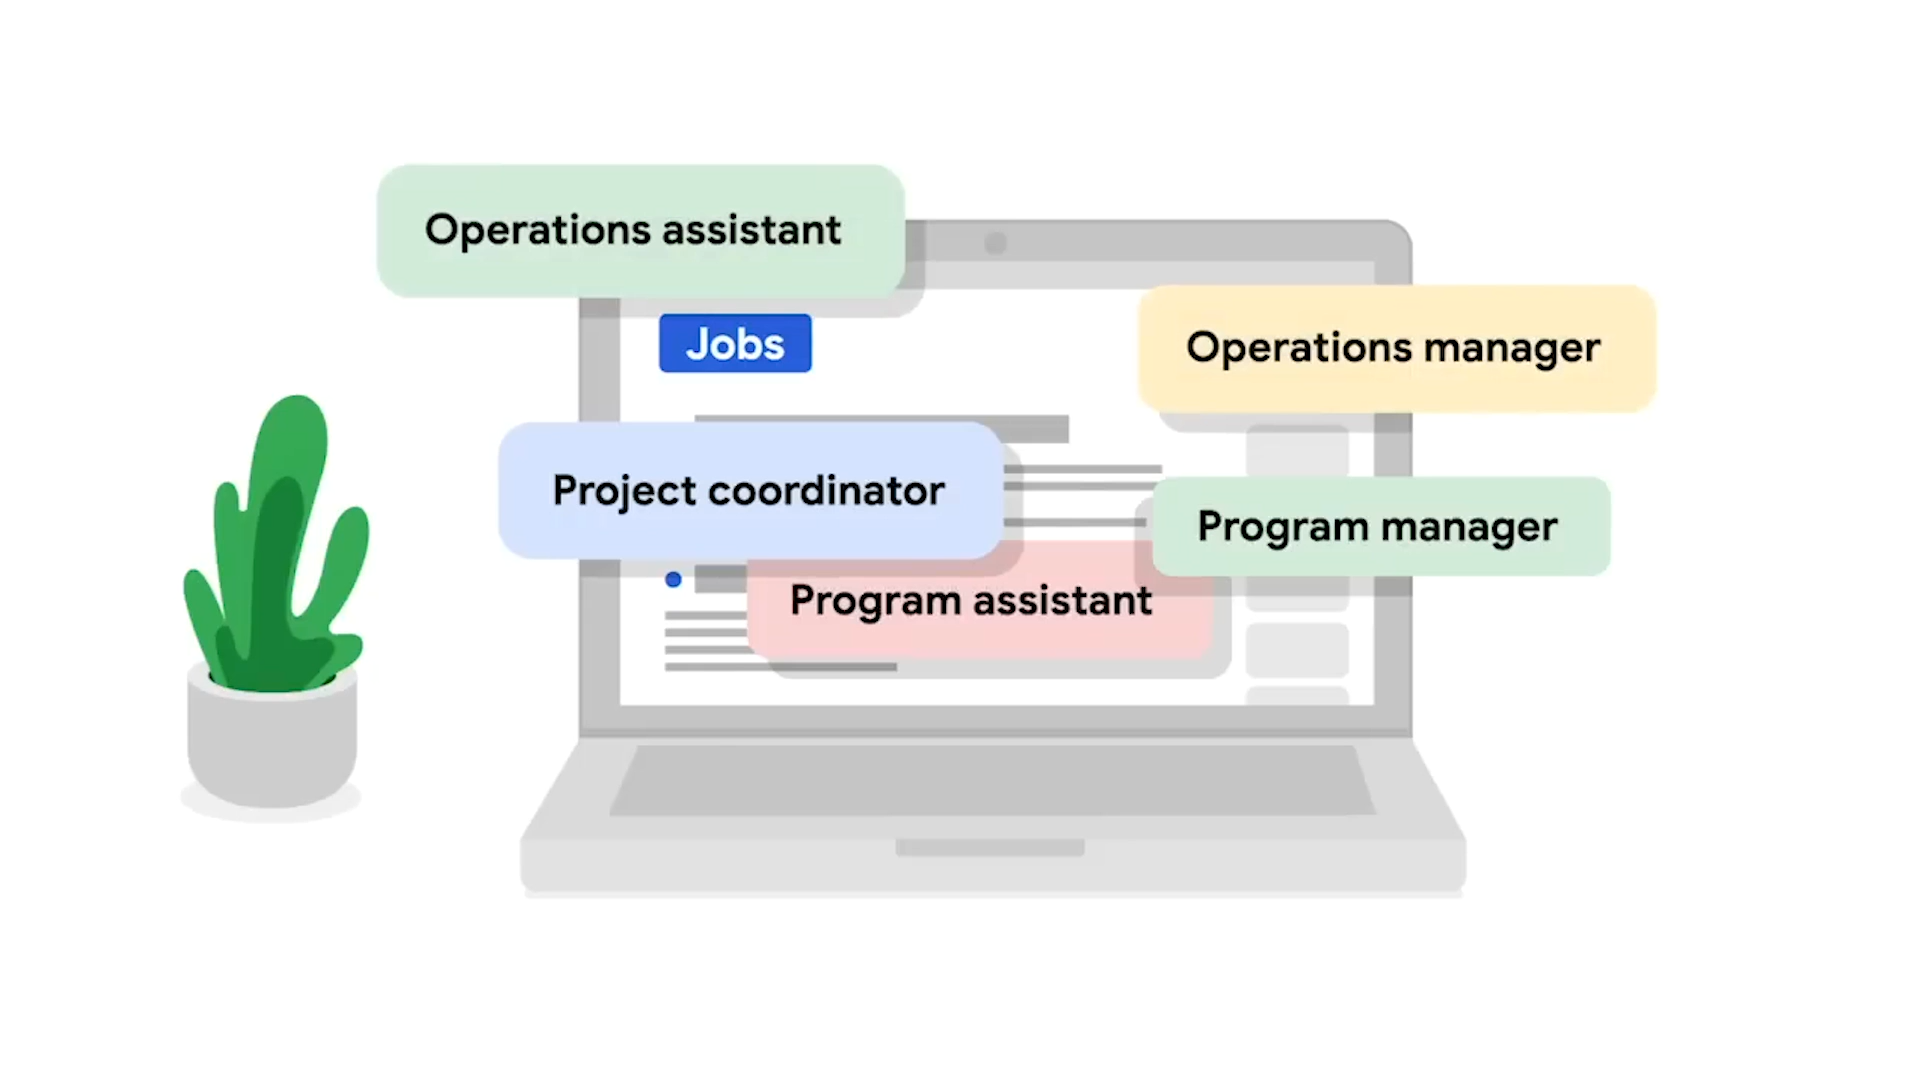 Operations assistant
Jobs
Operations manager
Project coordinator
Program manager
Program assistant